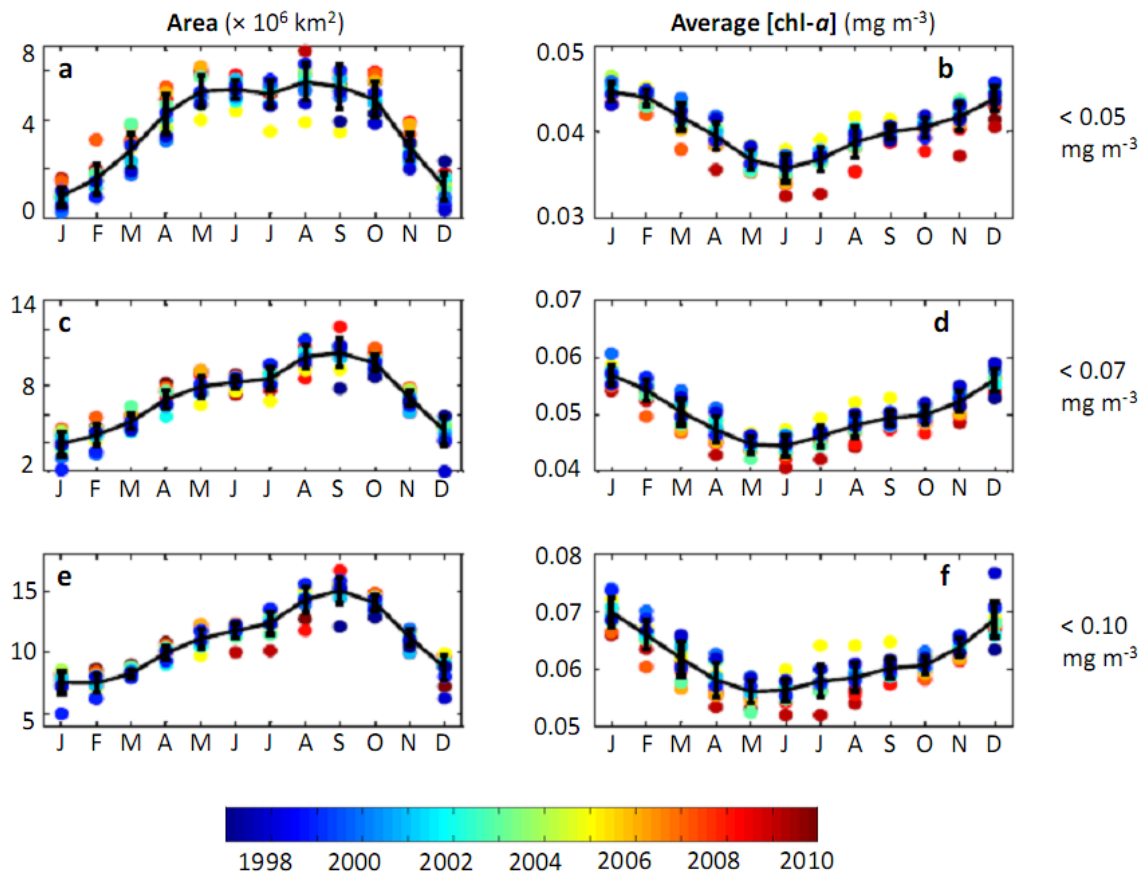 Area (× 10⁶ km²) Average [chl-a] (mg m⁻³)
8 a 0.05 b
< 0.05
mg m⁻³
4 0.04
0 0.03
J F M A M J J A S O N D J F M A M J J A S O N D
14 c 0.07 d
0.06
< 0.07
mg m⁻³
8
0.05
2 0.04
J F M A M J J A S O N D J F M A M J J A S O N D
e 0.08 f
15
0.07
< 0.10
mg m⁻³
10 0.06
5 0.05
J F M A M J J A S O N D J F M A M J J A S O N D
1998 2000 2002 2004 2006 2008 2010